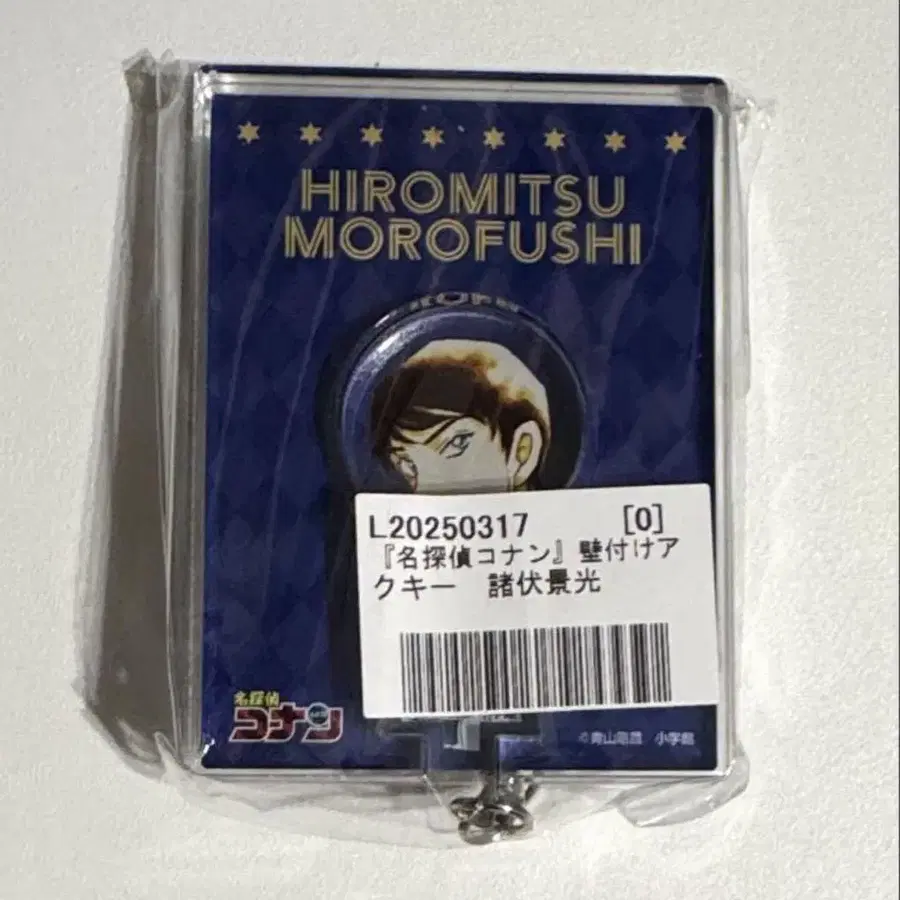 HIROMITSU
MOROFUSHI
L20250317 [0]
『名探偵コナン』壁付けア
クキー 諸伏景光
名探偵
コナン
©青山剛昌 小学館